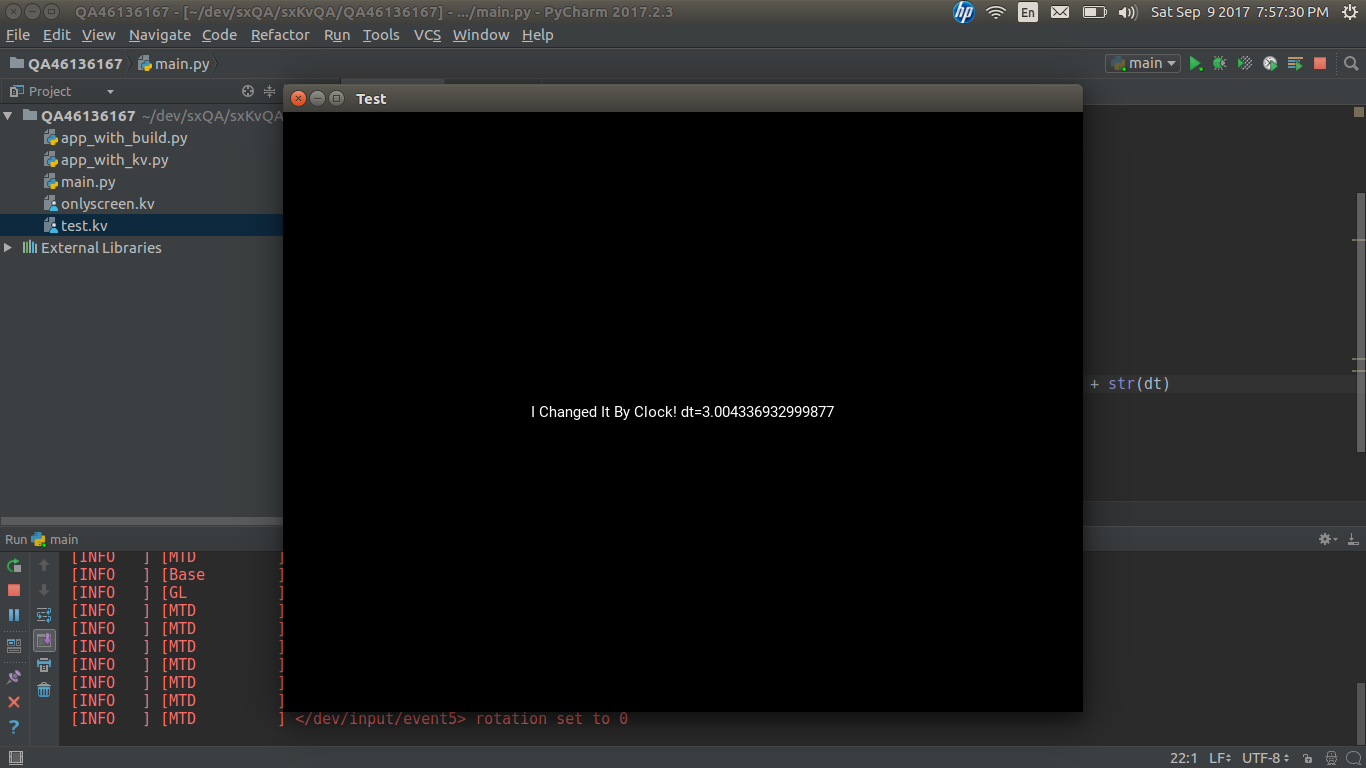 QA46136167 - [~/dev/sxQA/sxKvQA/QA46136167] - .../main.py - PyCharm 2017.2.3
hp En Sat Sep 9 2017 7:57:30 PM
File Edit View Navigate Code Refactor Run Tools VCS Window Help
QA46136167 main.py main
Project
Test
QA46136167 ~/dev/sxQA/sxKvQA
app_with_build.py
app_with_kv.py
main.py
onlyscreen.kv
test.kv
External Libraries
+ str(dt)
I Changed It By Clock! dt=3.004336932999877
Run main
[INFO ] [MTD ]
[INFO ] [Base ]
[INFO ] [GL ]
[INFO ] [MTD ]
[INFO ] [MTD ]
[INFO ] [MTD ]
[INFO ] [MTD ]
[INFO ] [MTD ]
[INFO ] [MTD ]
[INFO ] [MTD ] </dev/input/event5> rotation set to 0
22:1 LF UTF-8